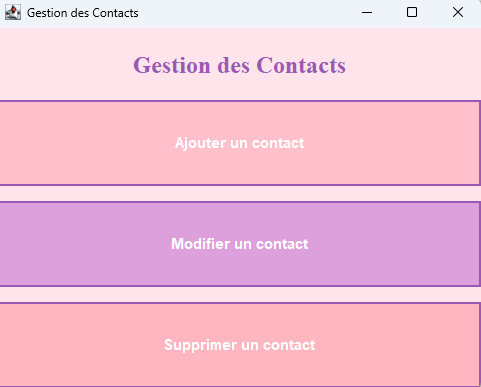 Gestion des Contacts
Gestion des Contacts
Ajouter un contact
Modifier un contact
Supprimer un contact